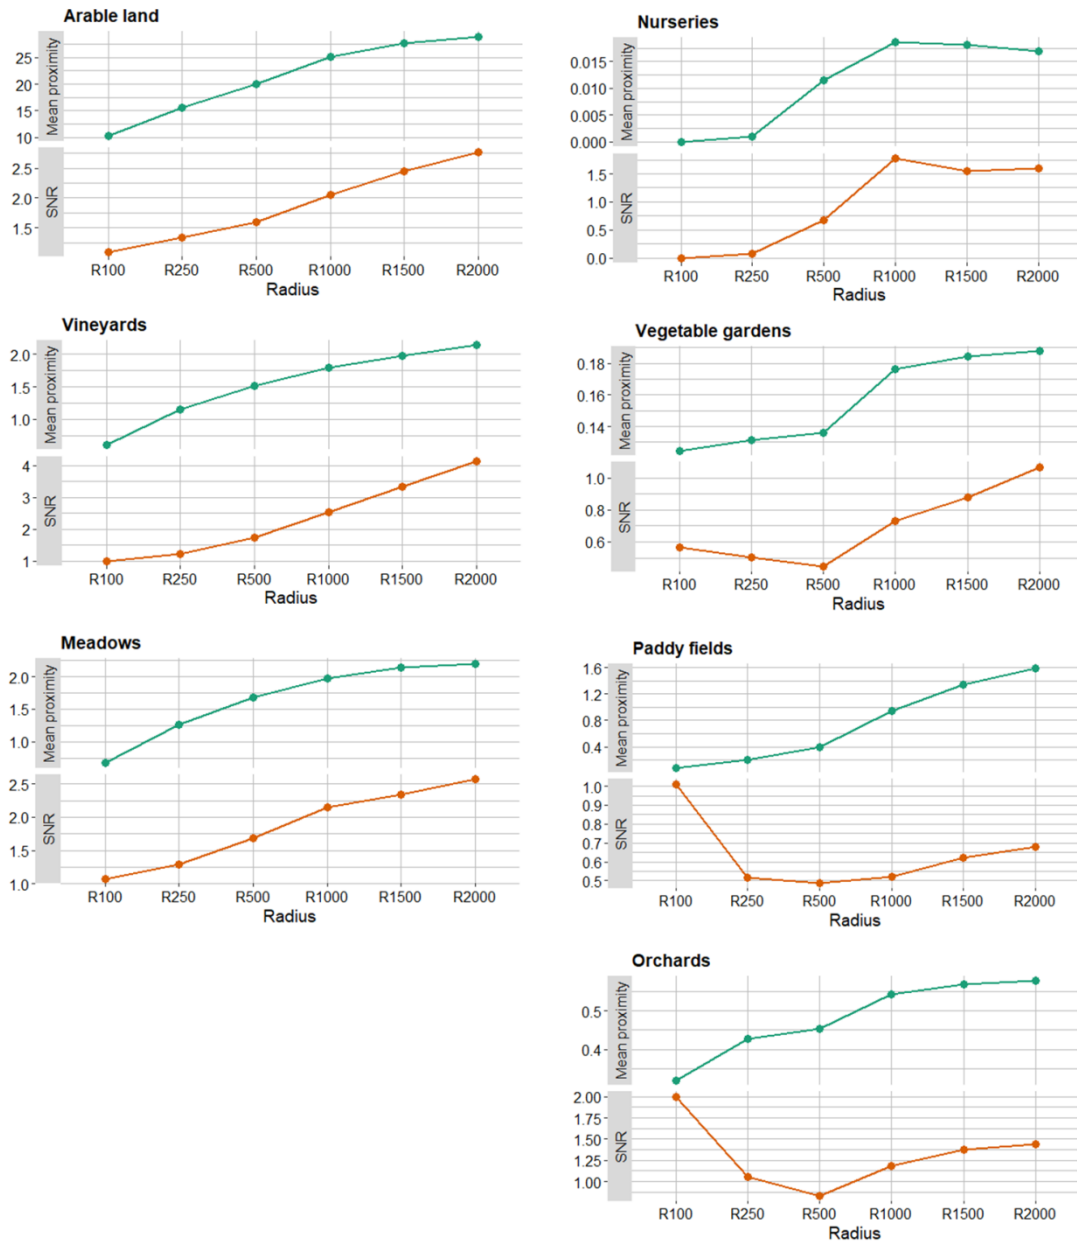 Arable land
Mean proximity
25
20
15
10
SNR
2.5
2.0
1.5
R100 R250 R500 R1000 R1500 R2000
Radius
Nurseries
Mean proximity
0.015
0.010
0.005
0.000
SNR
1.5
1.0
0.5
0.0
R100 R250 R500 R1000 R1500 R2000
Radius
Vineyards
Mean proximity
2.0
1.5
1.0
SNR
4
3
2
1
R100 R250 R500 R1000 R1500 R2000
Radius
Vegetable gardens
Mean proximity
0.18
0.16
0.14
SNR
1.0
0.8
0.6
R100 R250 R500 R1000 R1500 R2000
Radius
Meadows
Mean proximity
2.0
1.5
1.0
SNR
2.5
2.0
1.5
1.0
R100 R250 R500 R1000 R1500 R2000
Radius
Paddy fields
Mean proximity
1.6
1.2
0.8
0.4
SNR
1.0
0.9
0.8
0.7
0.6
0.5
R100 R250 R500 R1000 R1500 R2000
Radius
Orchards
Mean proximity
0.5
0.4
SNR
2.00
1.75
1.50
1.25
1.00
R100 R250 R500 R1000 R1500 R2000
Radius